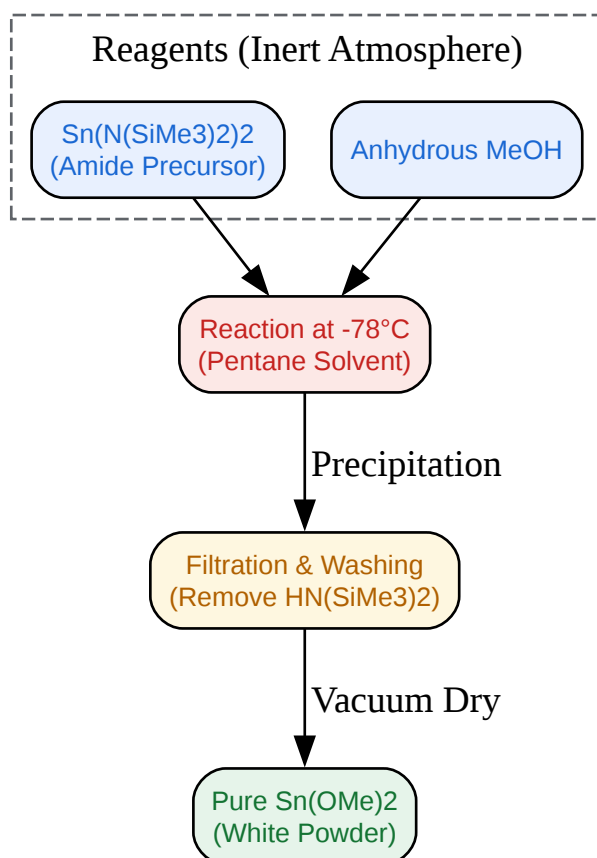 Reagents (Inert Atmosphere)
Sn(N(SiMe3)2)2
(Amide Precursor)
Anhydrous MeOH
Reaction at -78°C
(Pentane Solvent)
Precipitation
Filtration & Washing
(Remove HN(SiMe3)2)
Vacuum Dry
Pure Sn(OMe)2
(White Powder)